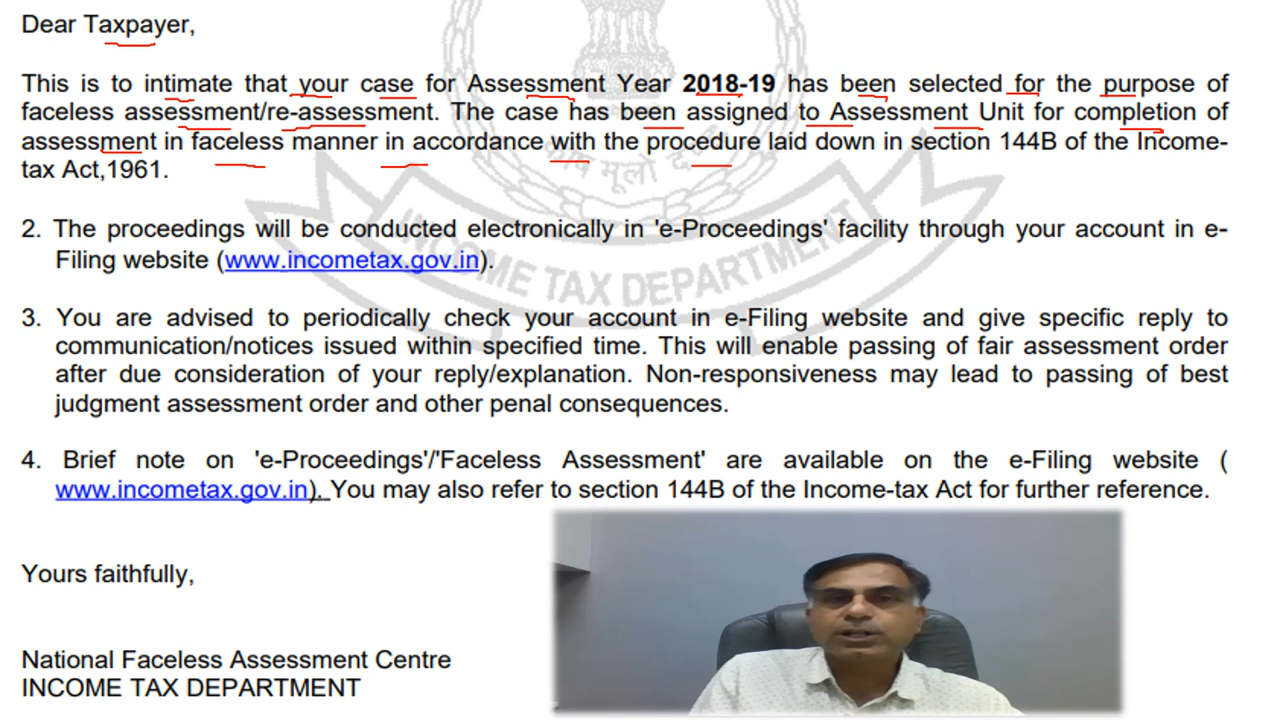 Dear Taxpayer,
This is to intimate that your case for Assessment Year 2018-19 has been selected for the purpose of
faceless assessment/re-assessment. The case has been assigned to Assessment Unit for completion of
assessment in faceless manner in accordance with the procedure laid down in section 144B of the Income-
tax Act,1961.
2. The proceedings will be conducted electronically in 'e-Proceedings' facility through your account in e-
Filing website (www.incometax.gov.in).
3. You are advised to periodically check your account in e-Filing website and give specific reply to
communication/notices issued within specified time. This will enable passing of fair assessment order
after due consideration of your reply/explanation. Non-responsiveness may lead to passing of best
judgment assessment order and other penal consequences.
4. Brief note on 'e-Proceedings'/'Faceless Assessment' are available on the e-Filing website (
www.incometax.gov.in). You may also refer to section 144B of the Income-tax Act for further reference.
Yours faithfully,
National Faceless Assessment Centre
INCOME TAX DEPARTMENT
कोष मूलो द
INCOME TAX DEPARTMENT